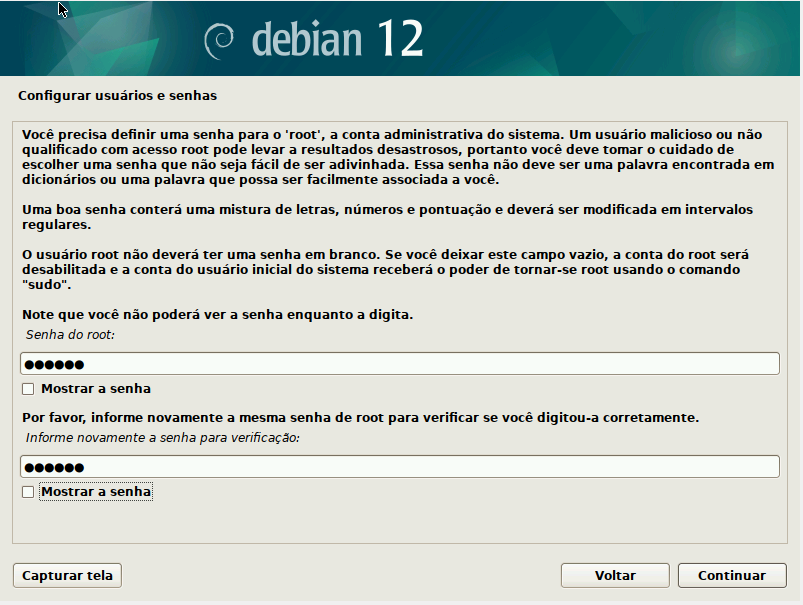 debian 12
Configurar usuários e senhas
Você precisa definir uma senha para o 'root', a conta administrativa do sistema. Um usuário malicioso ou não
qualificado com acesso root pode levar a resultados desastrosos, portanto você deve tomar o cuidado de
escolher uma senha que não seja fácil de ser adivinhada. Essa senha não deve ser uma palavra encontrada em
dicionários ou uma palavra que possa ser facilmente associada a você.
Uma boa senha conterá uma mistura de letras, números e pontuação e deverá ser modificada em intervalos
regulares.
O usuário root não deverá ter uma senha em branco. Se você deixar este campo vazio, a conta do root será
desabilitada e a conta do usuário inicial do sistema receberá o poder de tornar-se root usando o comando
"sudo".
Note que você não poderá ver a senha enquanto a digita.
Senha do root:
●●●●●●
Mostrar a senha
Por favor, informe novamente a mesma senha de root para verificar se você digitou-a corretamente.
Informe novamente a senha para verificação:
●●●●●●
Mostrar a senha
Capturar tela
Voltar
Continuar